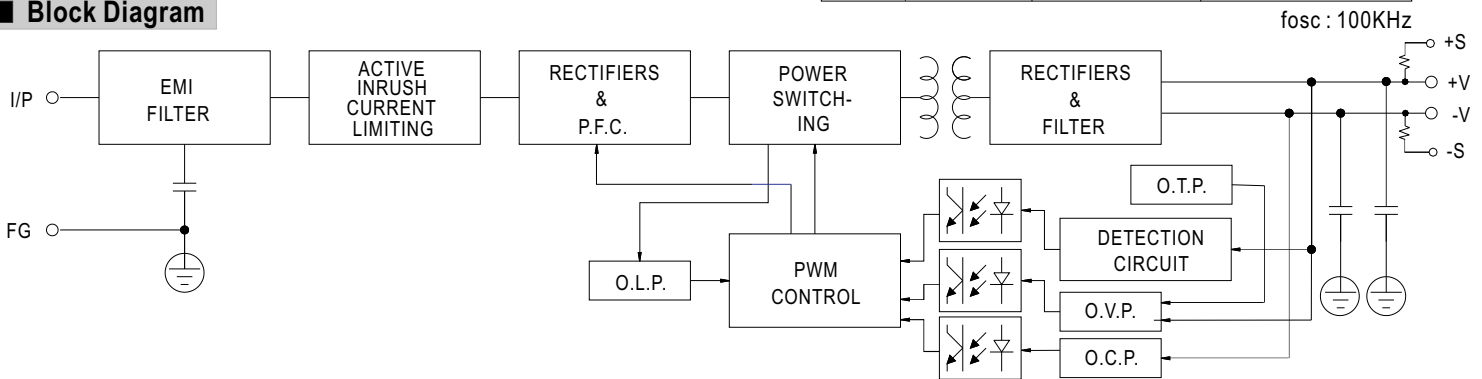 Block Diagram
fosc : 100KHz
I/P
EMI
FILTER
ACTIVE
INRUSH
CURRENT
LIMITING
RECTIFIERS
&
P.F.C.
POWER
SWITCH-
ING
RECTIFIERS
&
FILTER
+S
+V
-V
-S
FG
O.L.P.
PWM
CONTROL
O.T.P.
DETECTION
CIRCUIT
O.V.P.
O.C.P.